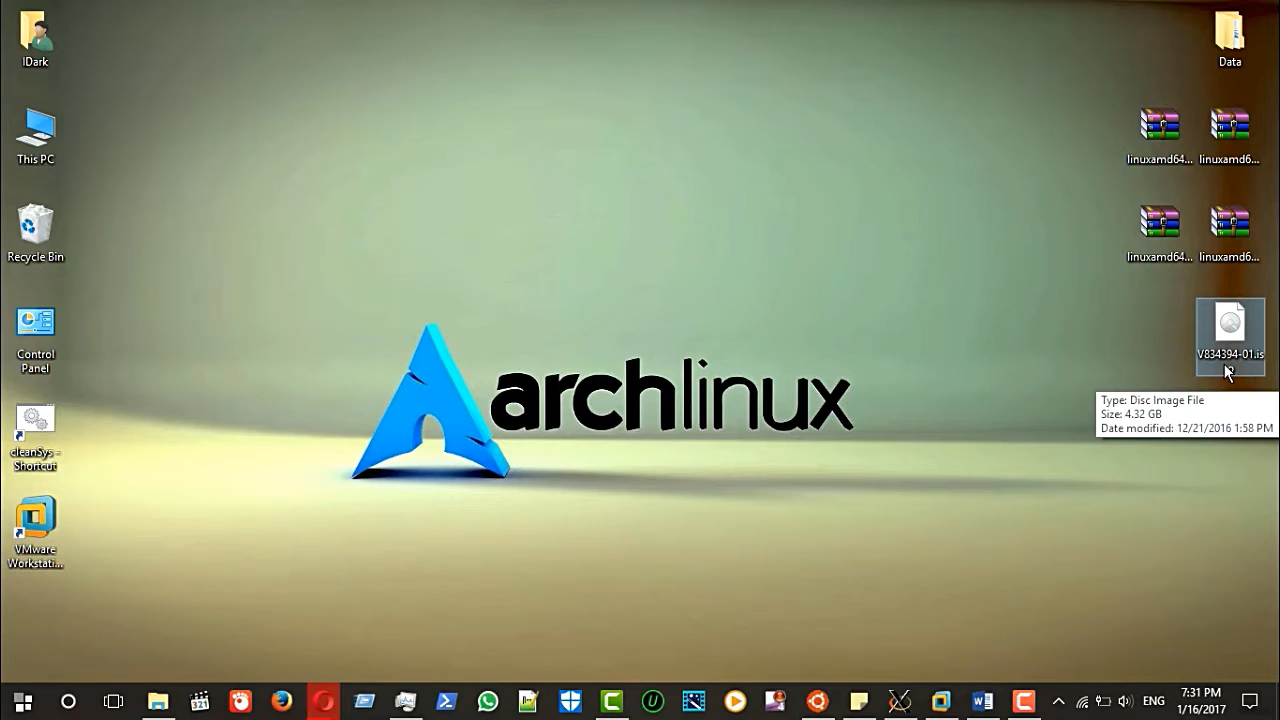 IDark
This PC
Recycle Bin
Control
Panel
cleanSys -
Shortcut
VMware
Workstati...
archlinux
Data
linuxamd64...
linuxamd6...
linuxamd64...
linuxamd6...
V834394-01.is
Type: Disc Image File
Size: 4.32 GB
Date modified: 12/21/2016 1:58 PM
321
ENG
7:31 PM
1/16/2017